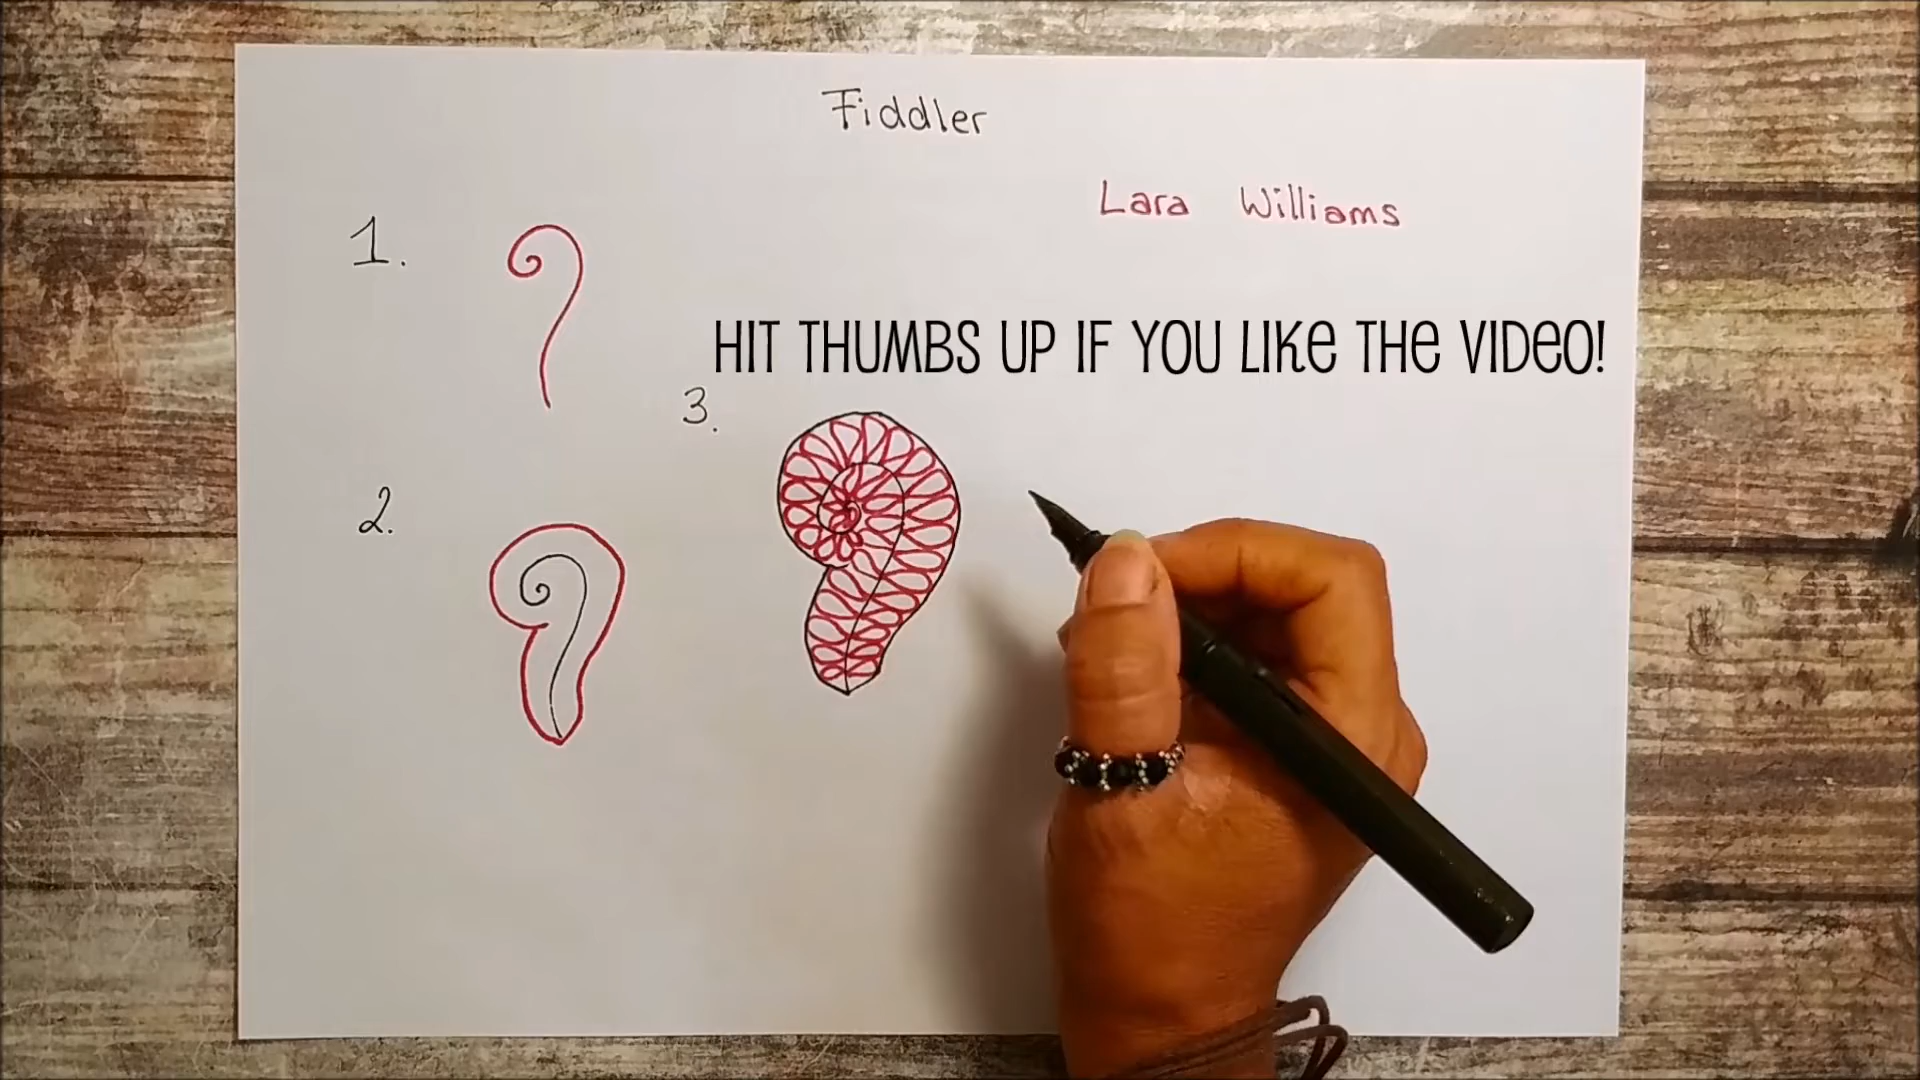 Fiddler
Lara Williams
1.
HIT THUMBS UP IF YOU LIKE THE VIDEO!
3.
2.